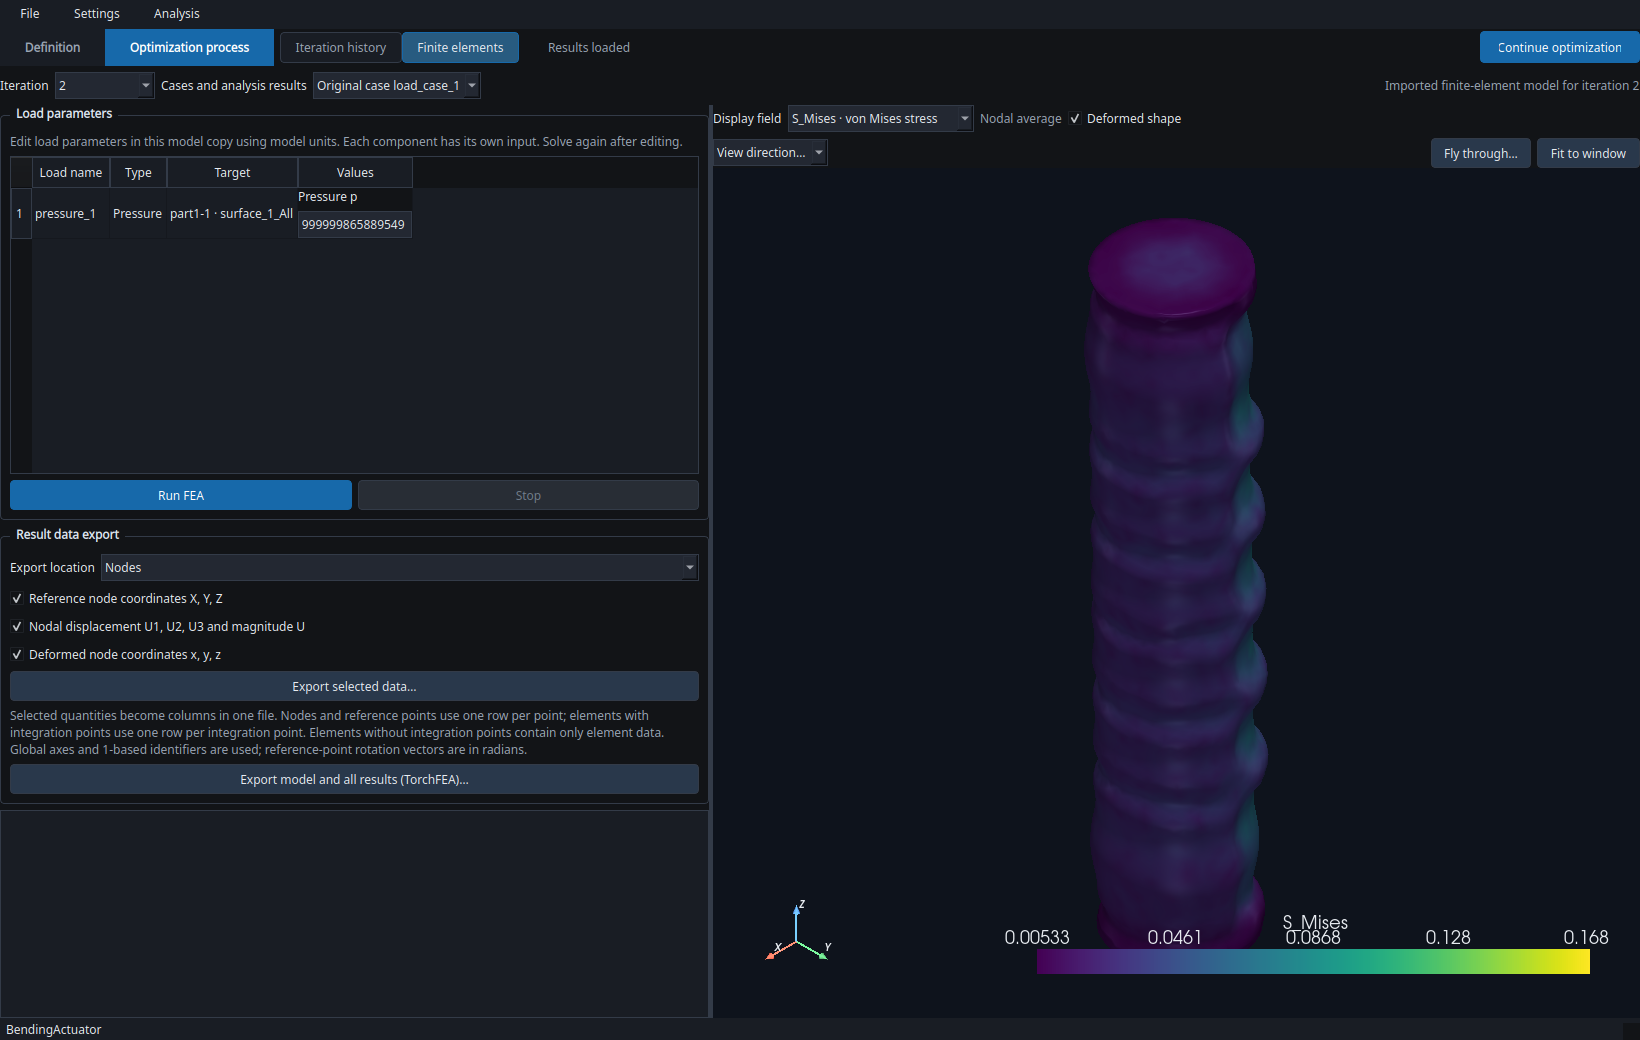 File Settings Analysis
Definition Optimization process Iteration history Finite elements Results loaded Continue optimization
Iteration 2 Cases and analysis results Original case load_case_1 Imported finite-element model for iteration 2
Load parameters
Edit load parameters in this model copy using model units. Each component has its own input. Solve again after editing.
Load name Type Target Values
1 pressure_1 Pressure part1-1 · surface_1_All Pressure p
999999865889549
Run FEA Stop
Result data export
Export location Nodes
Reference node coordinates X, Y, Z
Nodal displacement U1, U2, U3 and magnitude U
Deformed node coordinates x, y, z
Export selected data...
Selected quantities become columns in one file. Nodes and reference points use one row per point; elements with
integration points use one row per integration point. Elements without integration points contain only element data.
Global axes and 1-based identifiers are used; reference-point rotation vectors are in radians.
Export model and all results (TorchFEA)...
Display field S_Mises · von Mises stress Nodal average Deformed shape
View direction... Fly through... Fit to window
Z
X Y
S_Mises
0.00533 0.0461 0.0868 0.128 0.168
BendingActuator